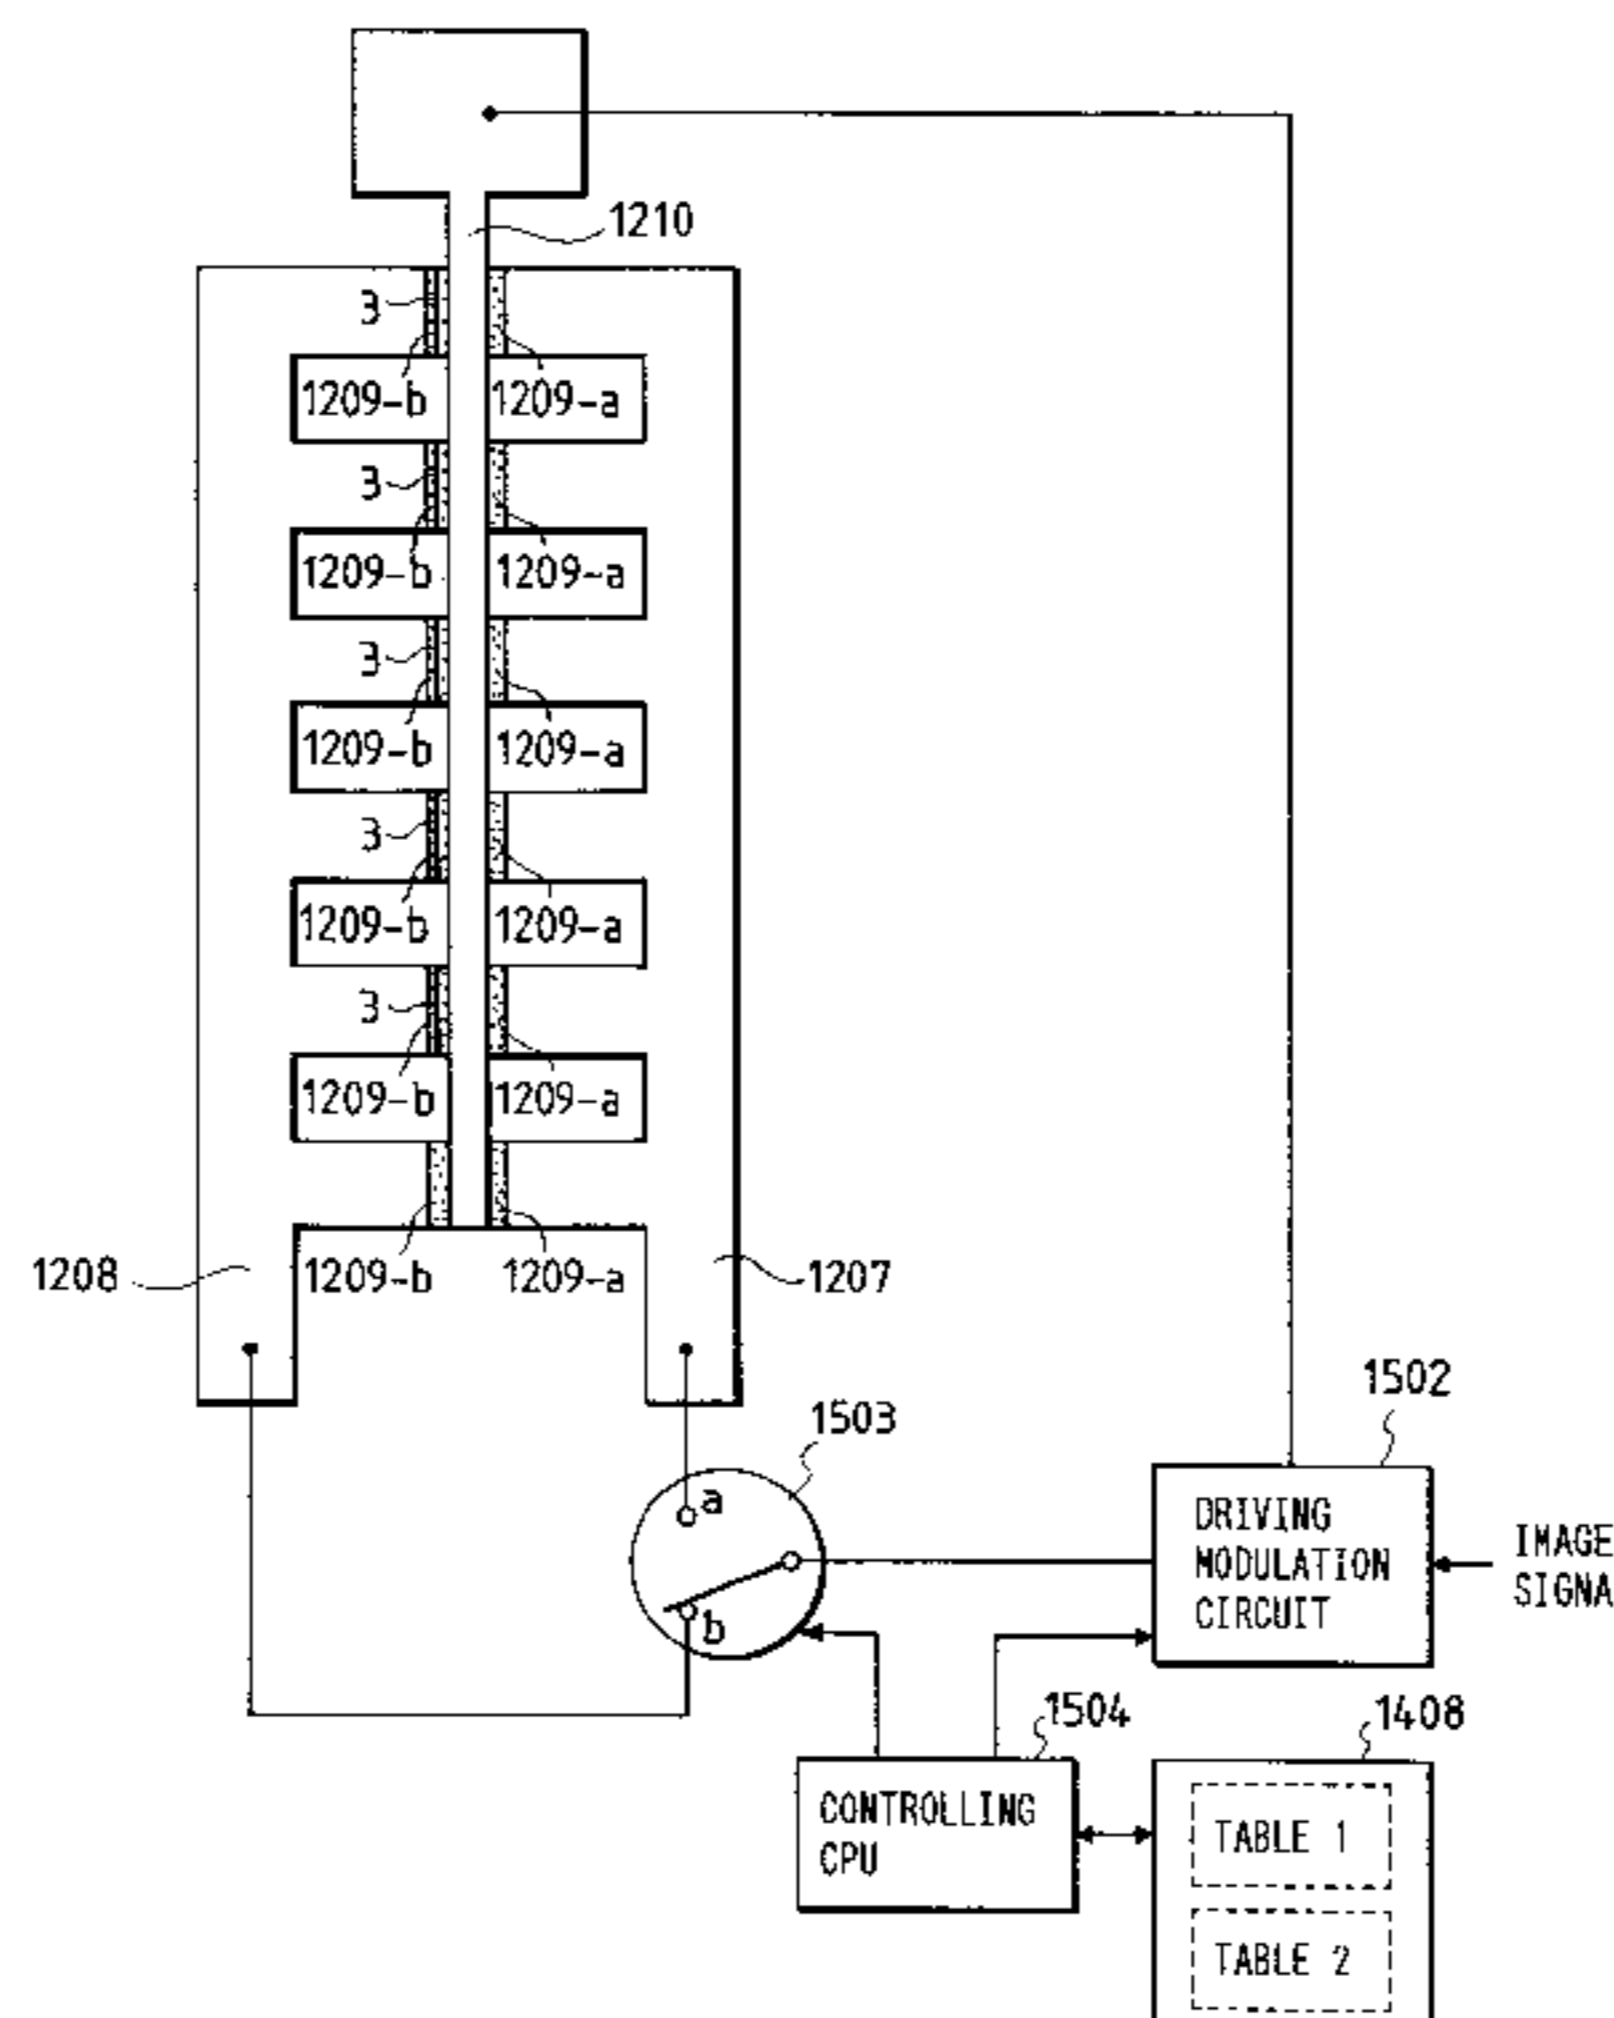 1210
3
1209-b 1209-a
3
1209-b 1209-a
3
1209-b 1209-a
3
1209-b 1209-a
3
1209-b 1209-a
1208 1209-b 1209-a 1207
1502
1503
a
DRIVING
MODULATION
CIRCUIT
IMAGE
SIGNA
b
1504
1408
CONTROLLING
CPU
TABLE 1
TABLE 2